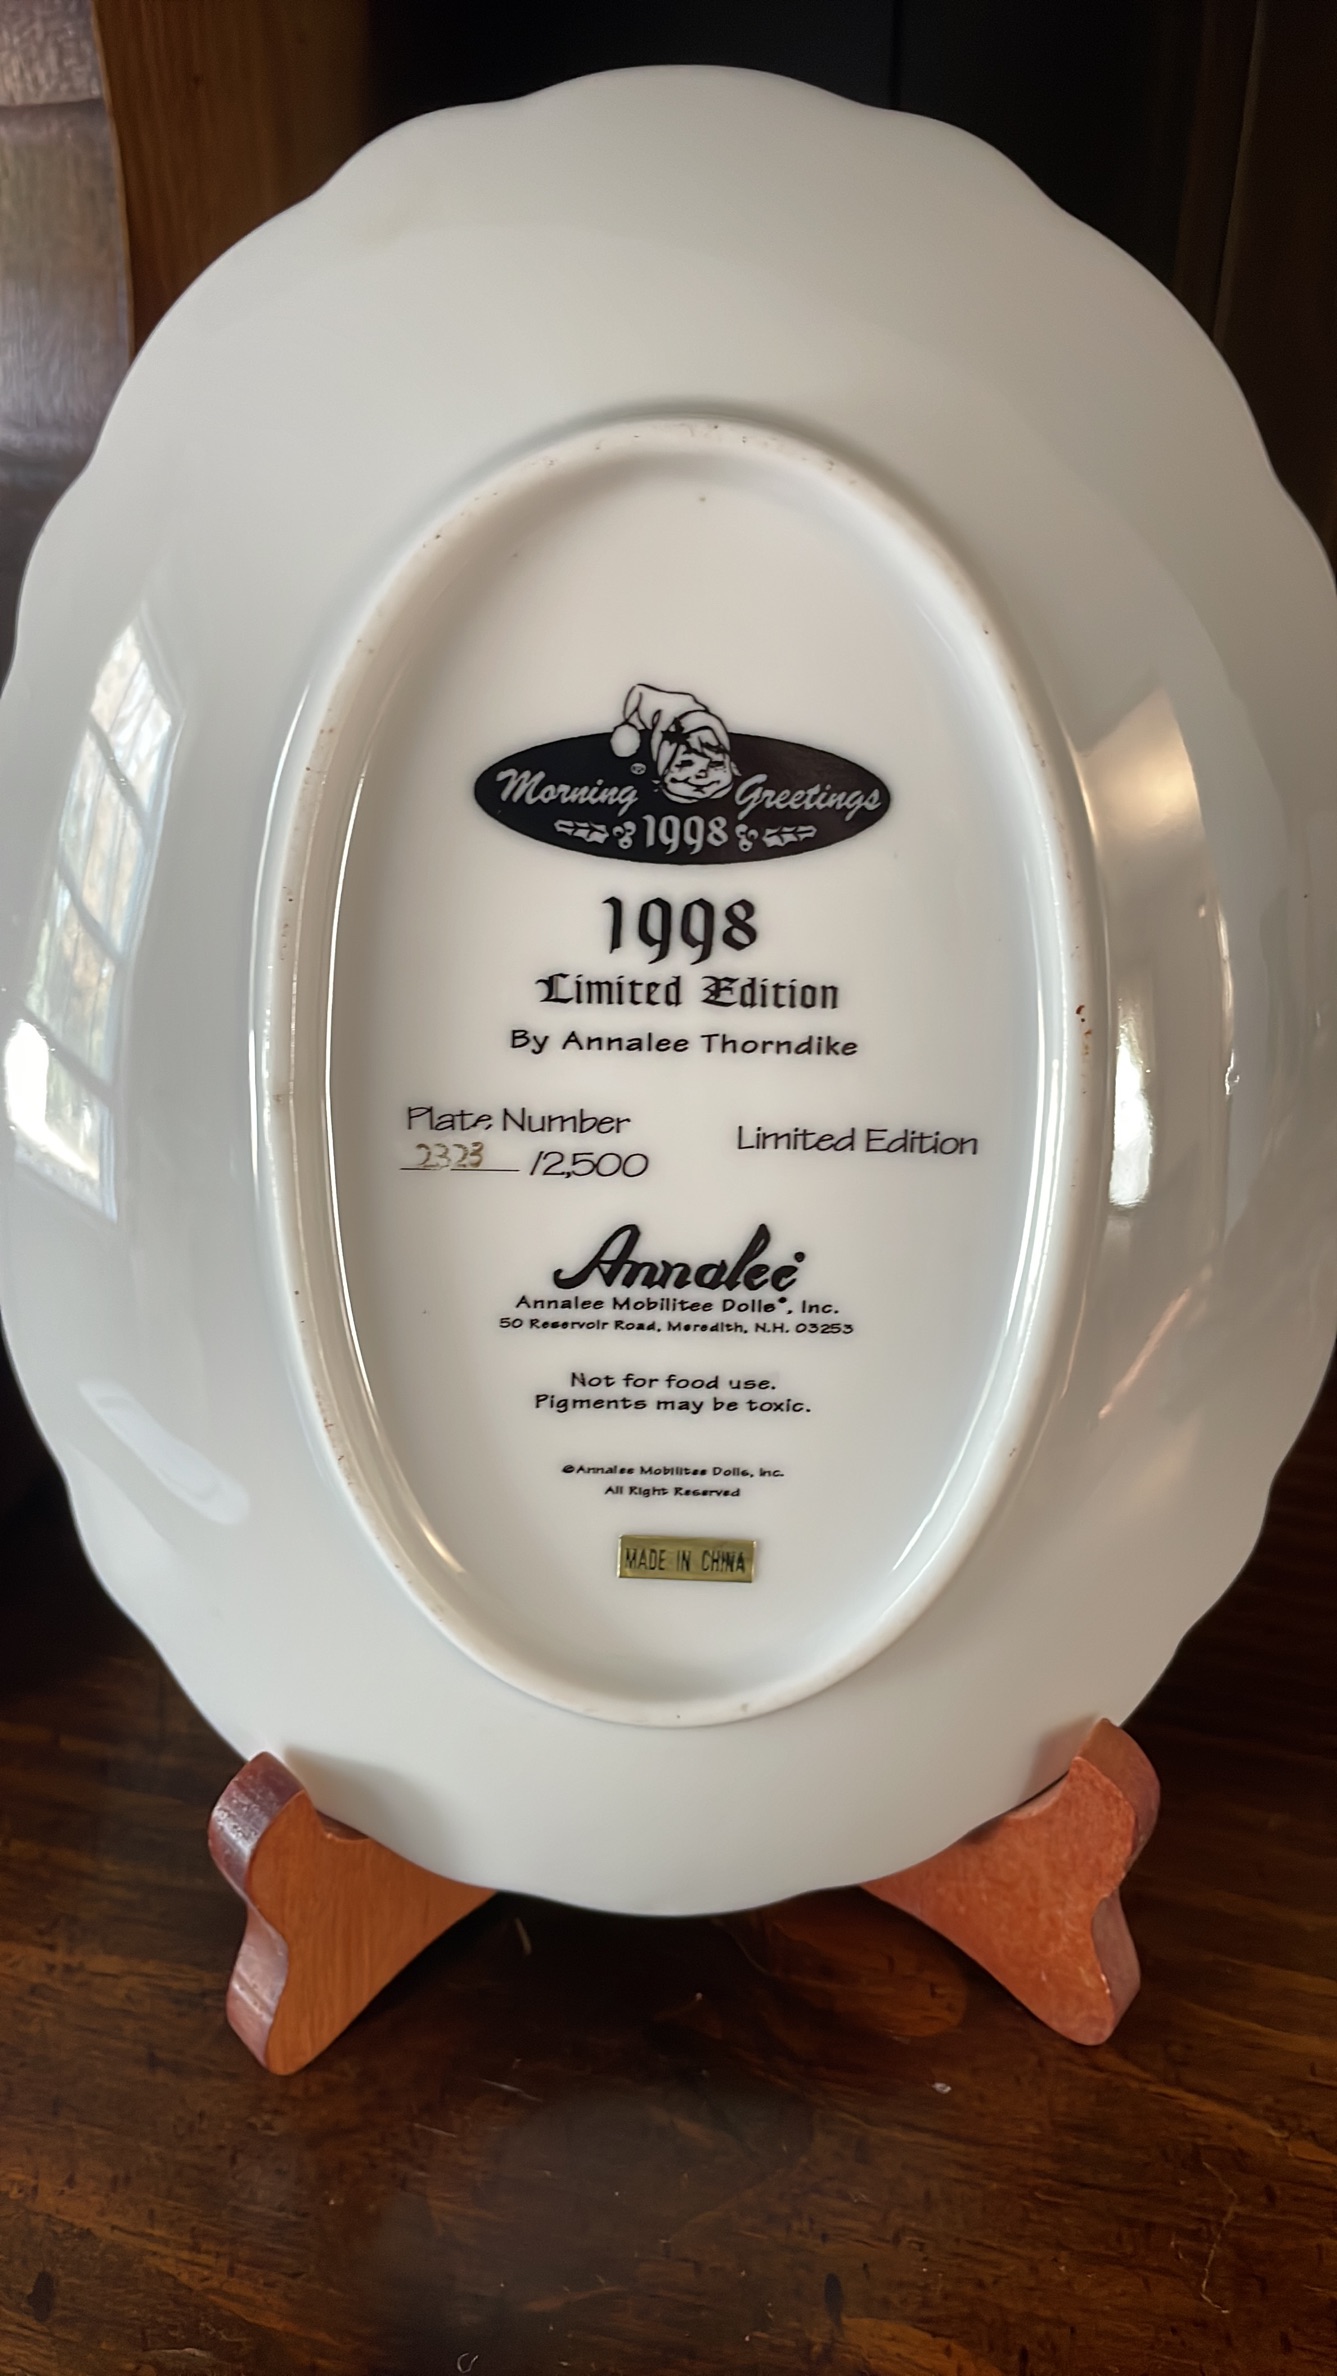 Morning Greetings
1998
1998
Limited Edition
By Annalee Thorndike
Plate Number
2323 /2,500
Limited Edition
Annalee
Annalee Mobilitee Dolls®, Inc.
50 Reservoir Road, Meredith, N.H. 03253
Not for food use.
Pigments may be toxic.
©Annalee Mobilitee Dolls, Inc.
All Right Reserved
MADE IN CHINA